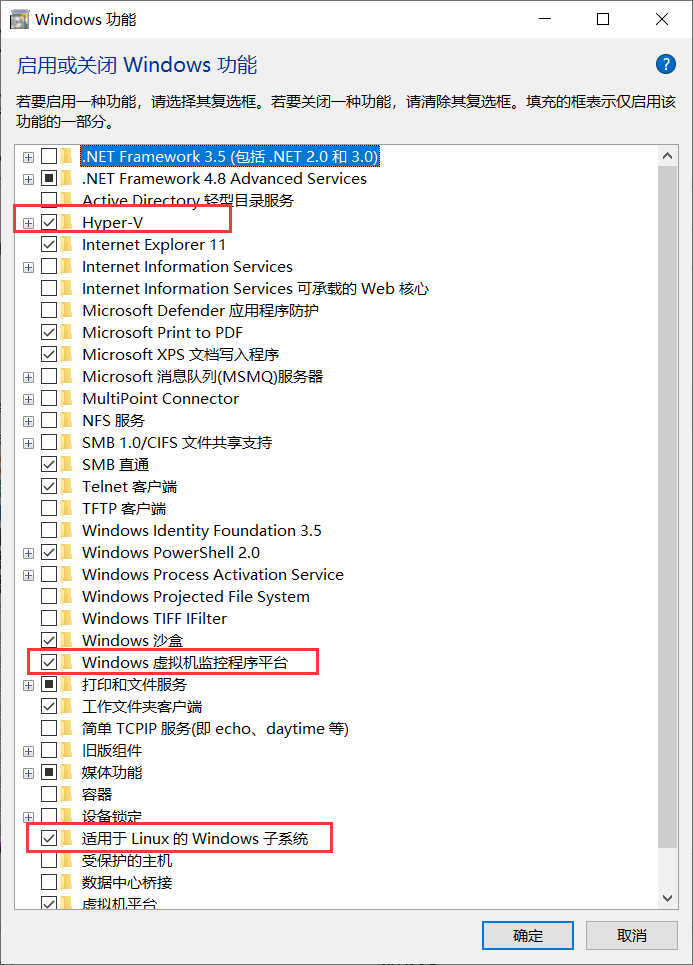 Windows 功能
启用或关闭 Windows 功能
?
若要启用一种功能，请选择其复选框。若要关闭一种功能，请清除其复选框。填充的框表示仅启用该
功能的一部分。
.NET Framework 3.5 (包括 .NET 2.0 和 3.0)
.NET Framework 4.8 Advanced Services
Active Directory 轻型目录服务
Hyper-V
Internet Explorer 11
Internet Information Services
Internet Information Services 可承载的 Web 核心
Microsoft Defender 应用程序防护
Microsoft Print to PDF
Microsoft XPS 文档写入程序
Microsoft 消息队列(MSMQ)服务器
MultiPoint Connector
NFS 服务
SMB 1.0/CIFS 文件共享支持
SMB 直通
Telnet 客户端
TFTP 客户端
Windows Identity Foundation 3.5
Windows PowerShell 2.0
Windows Process Activation Service
Windows Projected File System
Windows TIFF IFilter
Windows 沙盒
Windows 虚拟机监控程序平台
打印和文件服务
工作文件夹客户端
简单 TCPIP 服务(即 echo、daytime 等)
旧版组件
媒体功能
容器
设备锁定
适用于 Linux 的 Windows 子系统
受保护的主机
数据中心桥接
虚拟机平台
确定
取消